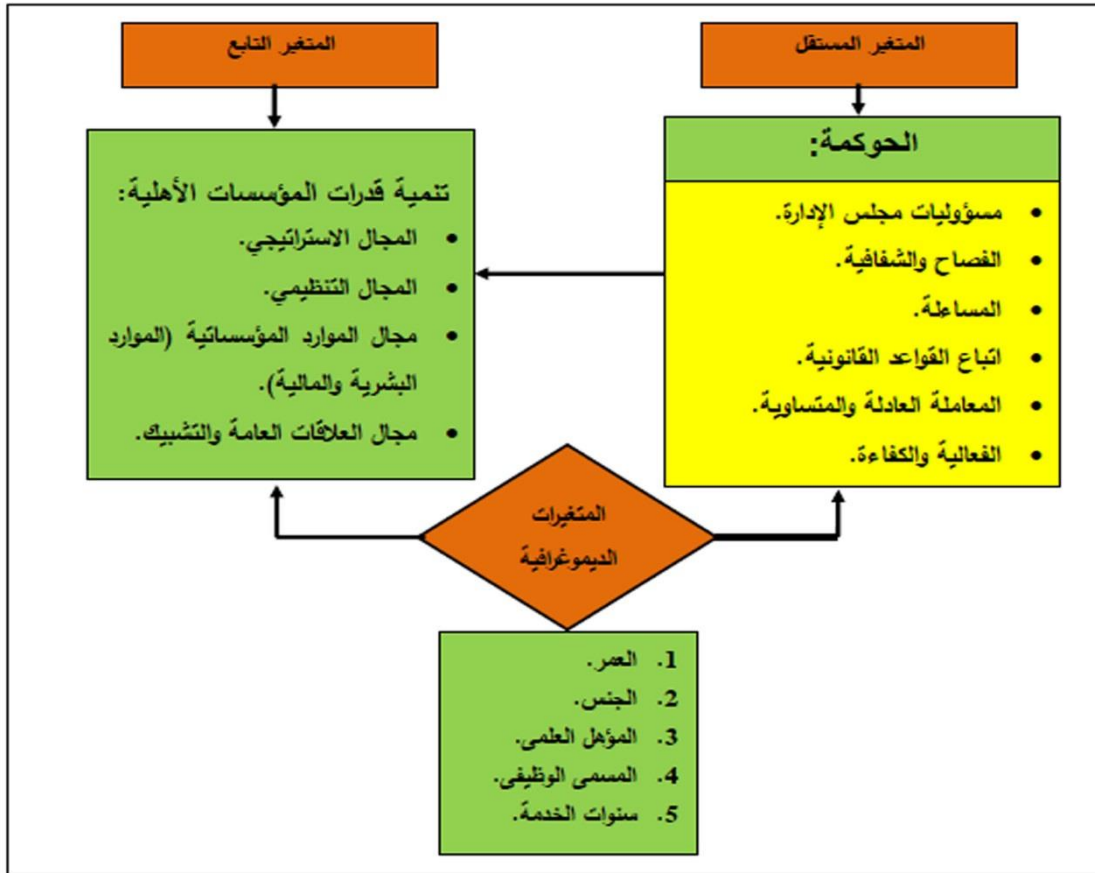 المتغير المستقل
المتغير التابع
الحوكمة:
• مسؤوليات مجلس الإدارة.
• الفصاح والشفافية.
• المساءلة.
• اتباع القواعد القانونية.
• المعاملة العادلة والمتساوية.
• الفعالية والكفاءة.
تنمية قدرات المؤسسات الأهلية:
• المجال الاستراتيجي.
• المجال التنظيمي.
• مجال الموارد المؤسساتية (الموارد
البشرية والمالية).
• مجال العلاقات العامة والتشبيك.
المتغيرات
الديموغرافية
1. العمر.
2. الجنس.
3. المؤهل العلمي.
4. المسمى الوظيفي.
5. سنوات الخدمة.